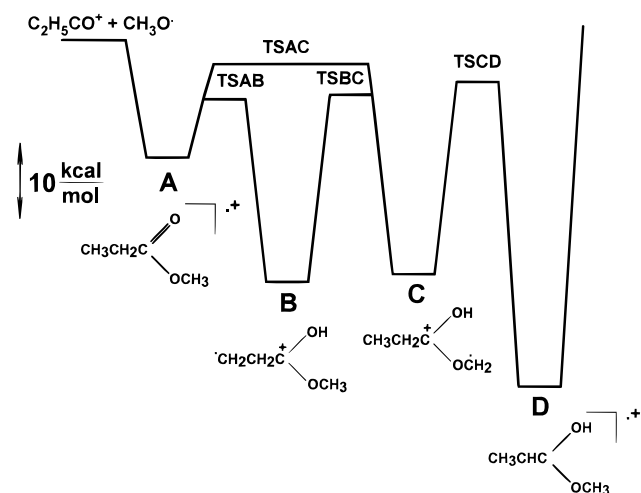 C₂H₅CO⁺ + CH₃O·
TSAC
TSAB
TSBC
TSCD
10 kcal
mol
A
B
C
D
O
CH3CH2C
OCH3
.+
OH
·CH2CH2C
+
OCH3
OH
CH3CH2C
+
OĊH2
OH
CH3CHC
OCH3
.+